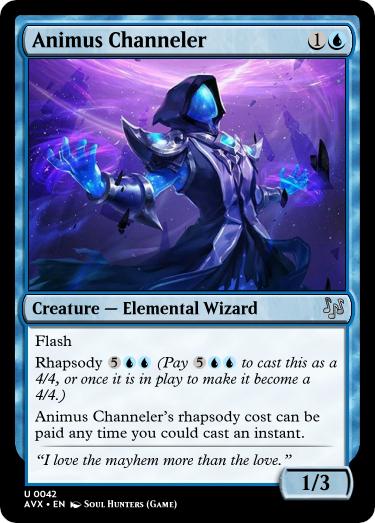 Animus Channeler 1
Creature — Elemental Wizard
Flash
Rhapsody 5 (Pay 5 to cast this as a
4/4, or once it is in play to make it become a
4/4.)
Animus Channeler's rhapsody cost can be
paid any time you could cast an instant.
"I love the mayhem more than the love."
1/3
U 0042
AVX • EN Soul Hunters (Game)